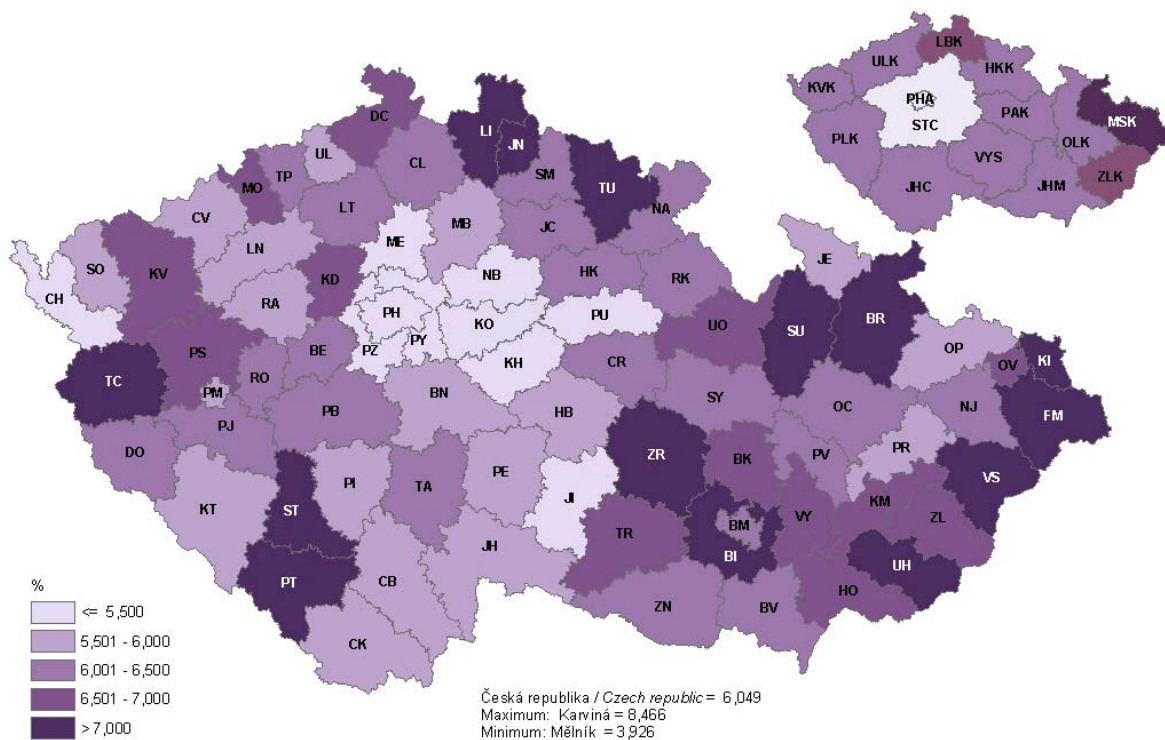 DC
LI
JN
UL
CL
MO
TP
SM
TU
NA
LT
CV
ME
MB
JC
LN
SO
KV
KD
NB
HK
RK
JE
CH
RA
PH
KO
PU
UO
SU
BR
PZ
PY
PS
BE
KH
OP
TC
PM
RO
CR
OV
KI
PB
BN
HB
SY
OC
NJ
FM
PJ
DO
PI
TA
PE
ZR
BK
PV
PR
VS
KT
ST
JI
KM
ZL
TR
BM
VY
BI
JH
UH
PT
CB
HO
ZN
BV
CK
LBK
ULK
HKK
KVK
PHA
STC
PAK
MSK
PLK
OLK
VYS
ZLK
JHC
JHM
%
<= 5,500
5,501 - 6,000
6,001 - 6,500
6,501 - 7,000
>7,000
Česká republika / Czech republic = 6,049
Maximum: Karviná = 8,466
Minimum: Mělník = 3,926